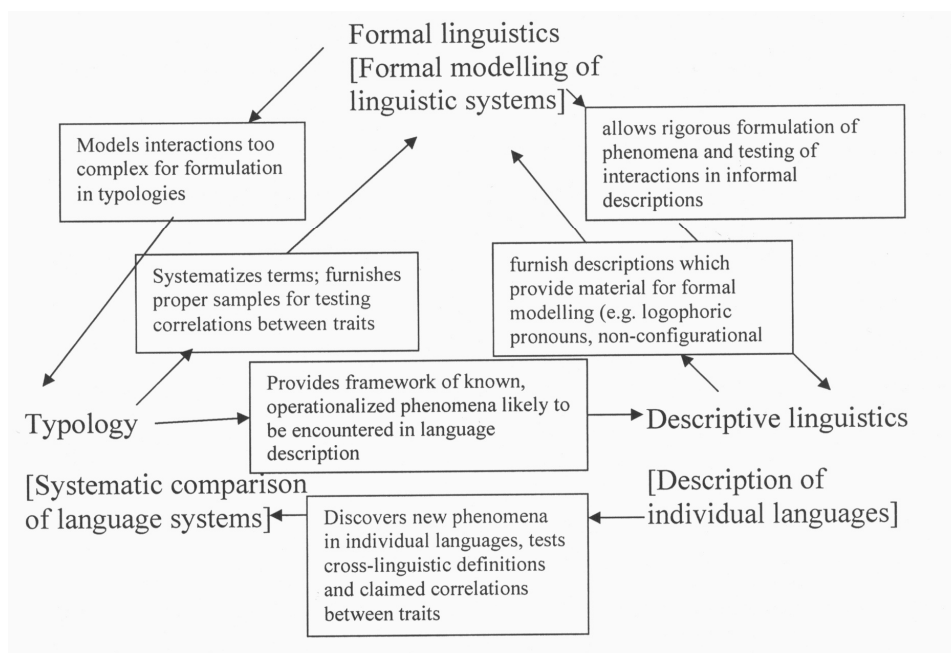 Formal linguistics
[Formal modelling of
linguistic systems]
Models interactions too
complex for formulation
in typologies
allows rigorous formulation of
phenomena and testing of
interactions in informal
descriptions
Systematizes terms; furnishes
proper samples for testing
correlations between traits
furnish descriptions which
provide material for formal
modelling (e.g. logophoric
pronouns, non-configurational
Provides framework of known,
operationalized phenomena likely to
be encountered in language
description
Typology
Descriptive linguistics
[Systematic comparison
of language systems]
[Description of
individual languages]
Discovers new phenomena
in individual languages, tests
cross-linguistic definitions
and claimed correlations
between traits